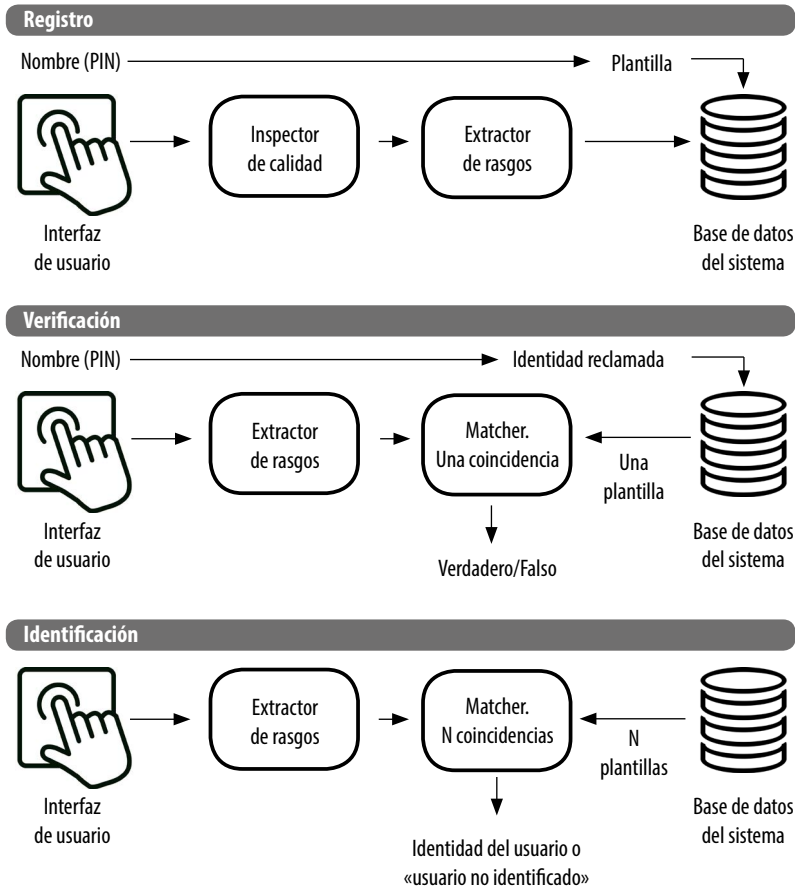 Registro
Nombre (PIN)
Plantilla
Inspector
de calidad
Extractor
de rasgos
Interfaz
de usuario
Base de datos
del sistema
Verificación
Nombre (PIN)
Identidad reclamada
Extractor
de rasgos
Matcher.
Una coincidencia
Una
plantilla
Interfaz
de usuario
Verdadero/Falso
Base de datos
del sistema
Identificación
Extractor
de rasgos
Matcher.
N coincidencias
N
plantillas
Interfaz
de usuario
Identidad del usuario o
«usuario no identificado»
Base de datos
del sistema